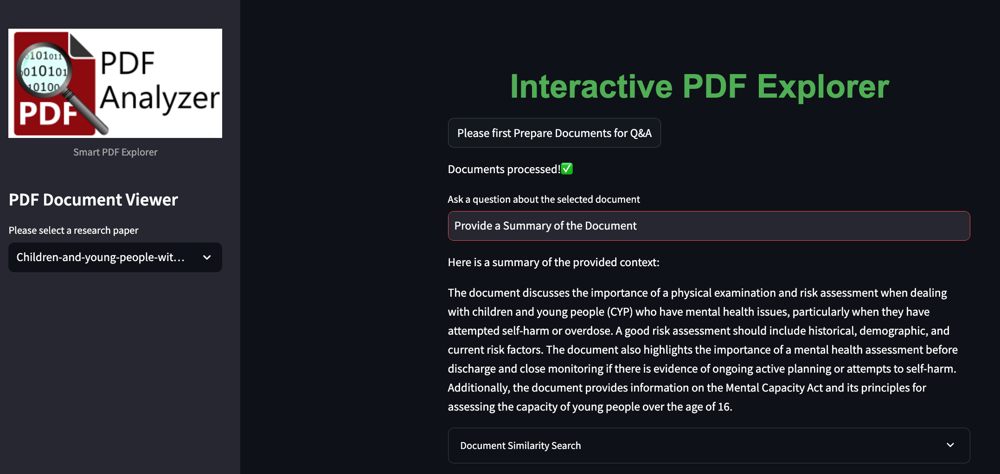 0101011
0010101
10100
PDF
PDF
Analyzer
Smart PDF Explorer
PDF Document Viewer
Please select a research paper
Children-and-young-people-wit...
Interactive PDF Explorer
Please first Prepare Documents for Q&A
Documents processed!✅
Ask a question about the selected document
Provide a Summary of the Document
Here is a summary of the provided context:
The document discusses the importance of a physical examination and risk assessment when dealing
with children and young people (CYP) who have mental health issues, particularly when they have
attempted self-harm or overdose. A good risk assessment should include historical, demographic, and
current risk factors. The document also highlights the importance of a mental health assessment before
discharge and close monitoring if there is evidence of ongoing active planning or attempts to self-harm.
Additionally, the document provides information on the Mental Capacity Act and its principles for
assessing the capacity of young people over the age of 16.
Document Similarity Search